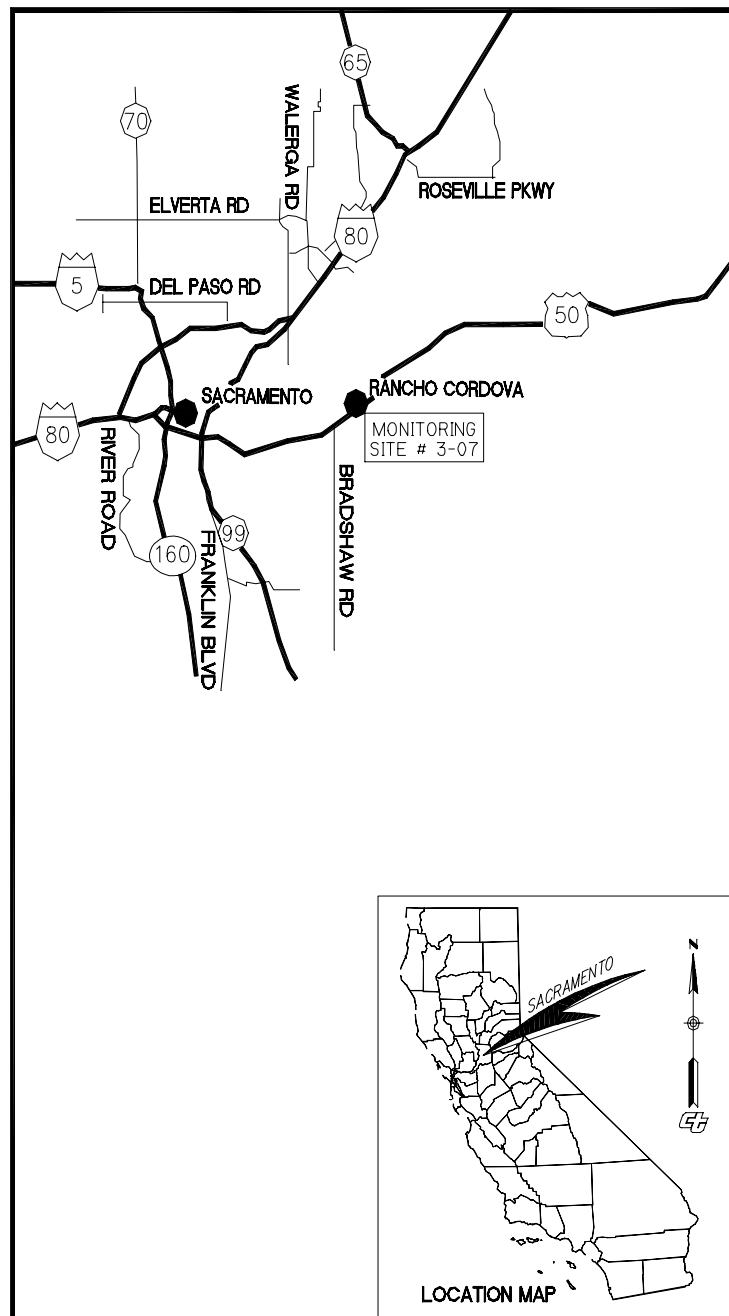 65
70
WALERGA RD
ROSEVILLE PKWY
ELVERTA RD
80
5
DEL PASO RD
50
SACRAMENTO
RANCHO CORDOVA
80
MONITORING
SITE # 3-07
RIVER ROAD
BRADSHAW RD
99
160
FRANKLIN BLVD
SACRAMENTO
N
ct
LOCATION MAP